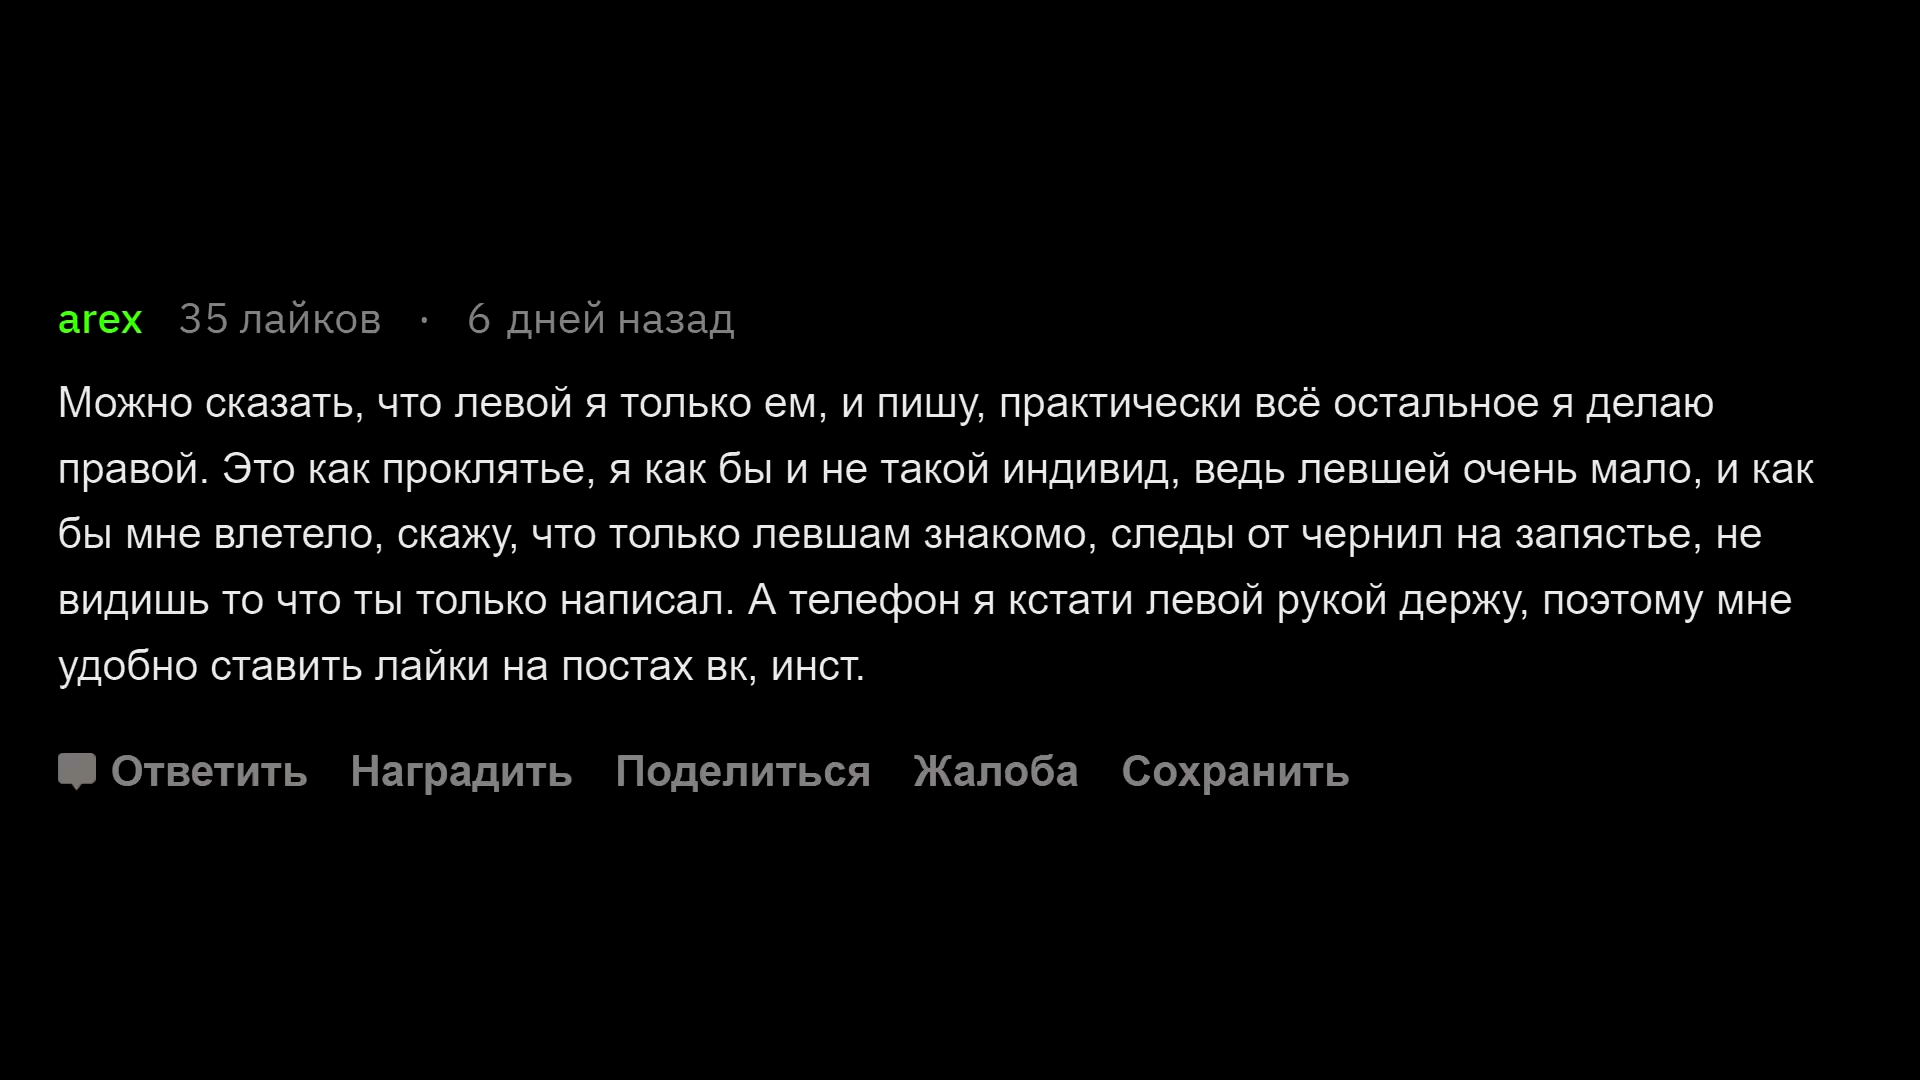 arex 35 лайков · 6 дней назад
Можно сказать, что левой я только ем, и пишу, практически всё остальное я делаю
правой. Это как проклятье, я как бы и не такой индивид, ведь левшей очень мало, и как
бы мне влетело, скажу, что только левшам знакомо, следы от чернил на запястье, не
видишь то что ты только написал. А телефон я кстати левой рукой держу, поэтому мне
удобно ставить лайки на постах вк, инст.
Ответить Наградить Поделиться Жалоба Сохранить